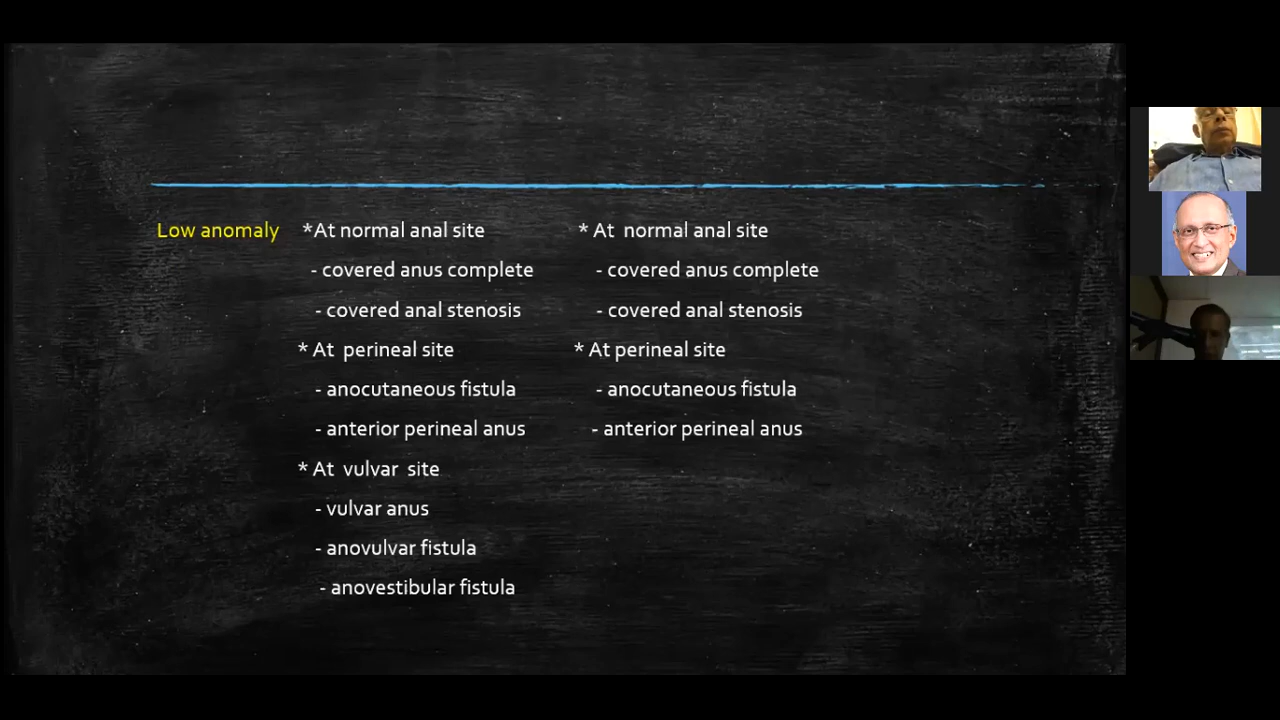 Low anomaly *At normal anal site * At normal anal site
- covered anus complete - covered anus complete
- covered anal stenosis - covered anal stenosis
* At perineal site * At perineal site
- anocutaneous fistula - anocutaneous fistula
- anterior perineal anus - anterior perineal anus
* At vulvar site
- vulvar anus
- anovulvar fistula
- anovestibular fistula